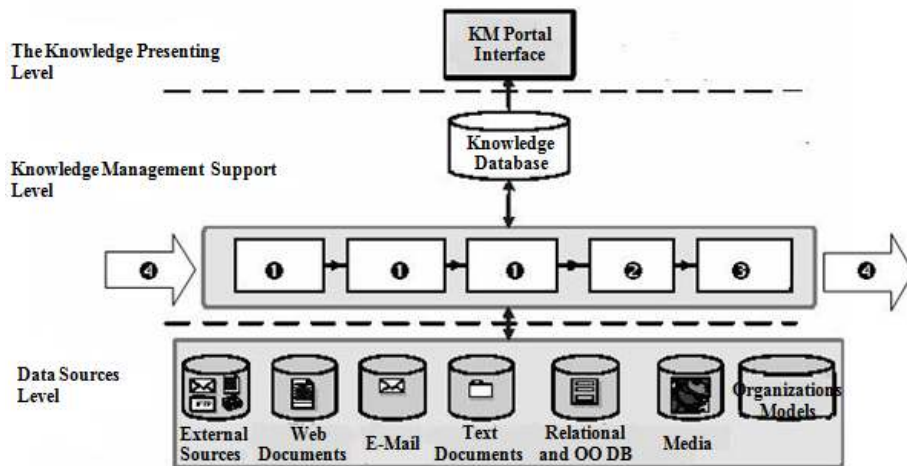 The Knowledge Presenting
Level
KM Portal
Interface
Knowledge
Database
Knowledge Management Support
Level
❹
❶
❶
❶
❷
❸
❹
Data Sources
Level
FTP
External
Sources
Web
Documents
E-Mail
Text
Documents
Relational
and OO DB
Media
Organizations
Models